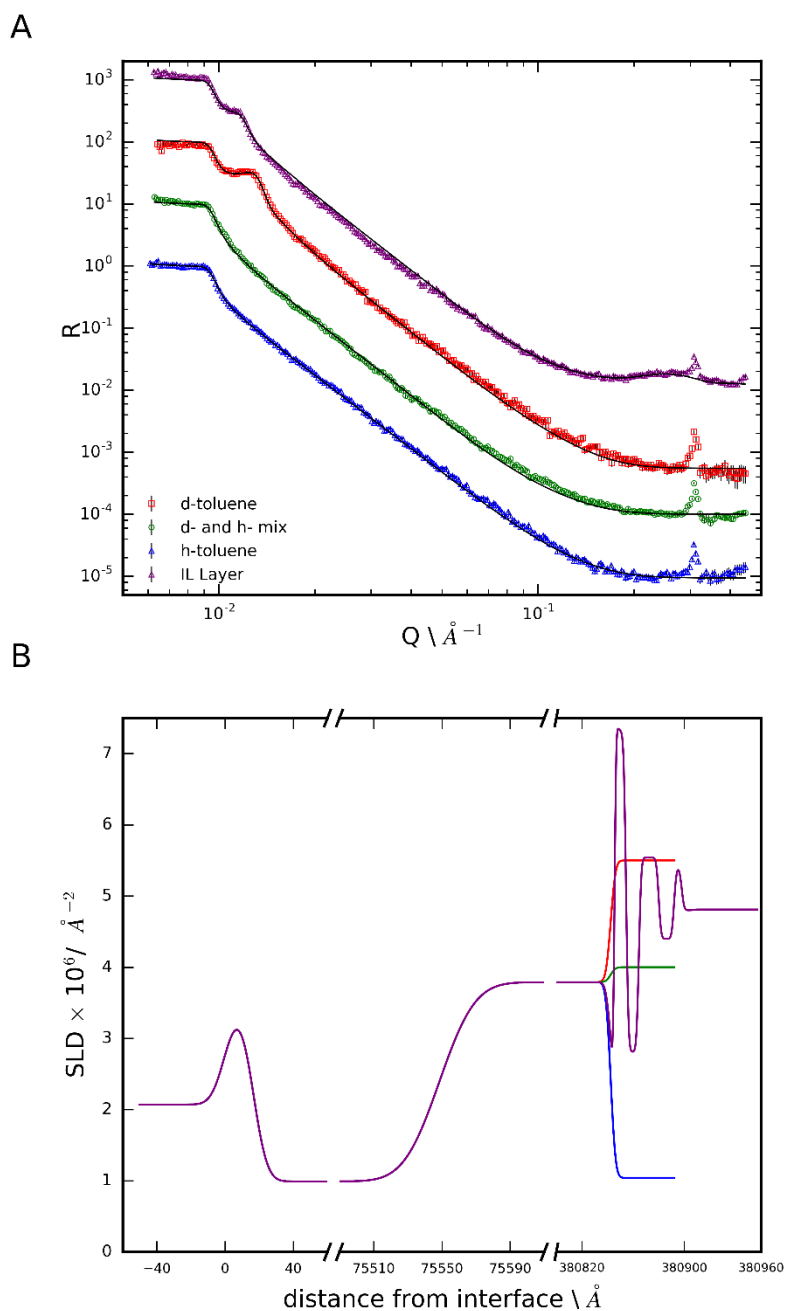 A
10³
10²
10¹
10⁰
10⁻¹
10⁻²
10⁻³
10⁻⁴
10⁻⁵
R
d-toluene
d- and h- mix
h-toluene
IL Layer
10⁻² 10⁻¹
Q \ Å⁻¹
B
7
6
5
4
3
2
1
0
SLD × 10⁶/ Å⁻²
−40 0 40 75510 75550 75590 380820 380900 380960
distance from interface \ Å